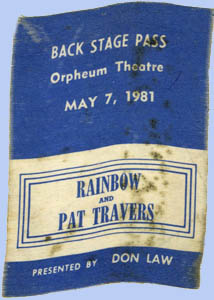 BACK STAGE PASS
Orpheum Theatre
MAY 7, 1981
RAINBOW
AND
PAT TRAVERS
PRESENTED BY DON LAW